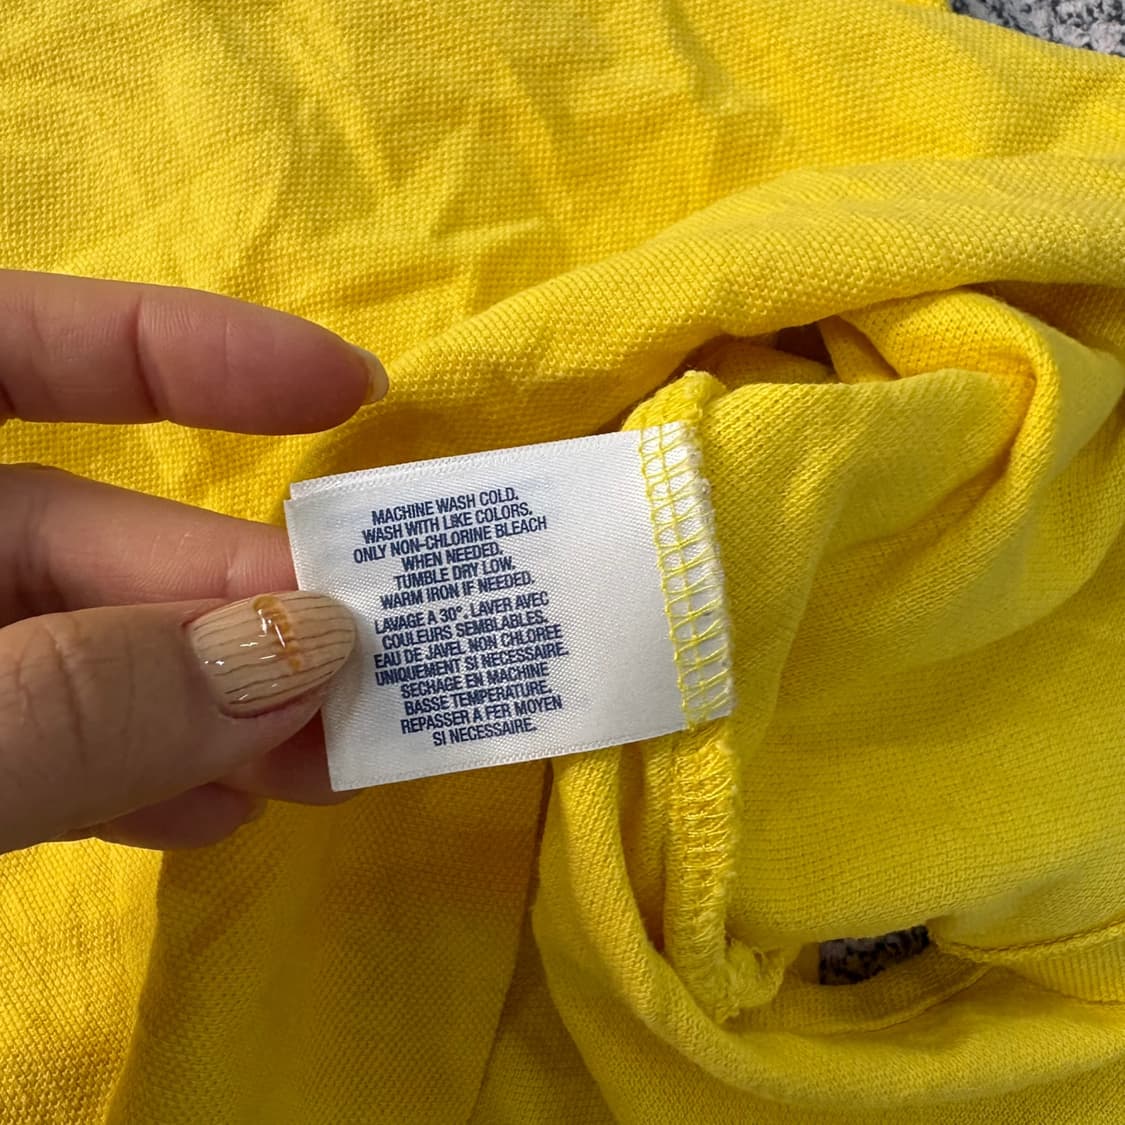 MACHINE WASH COLD.
WASH WITH LIKE COLORS.
ONLY NON-CHLORINE BLEACH
WHEN NEEDED.
TUMBLE DRY LOW.
WARM IRON IF NEEDED.
LAVAGE A 30°. LAVER AVEC
COULEURS SEMBLABLES.
EAU DE JAVEL NON CHLOREE
UNIQUEMENT SI NECESSAIRE.
SECHAGE EN MACHINE
BASSE TEMPERATURE.
REPASSER A FER MOYEN
SI NECESSAIRE.